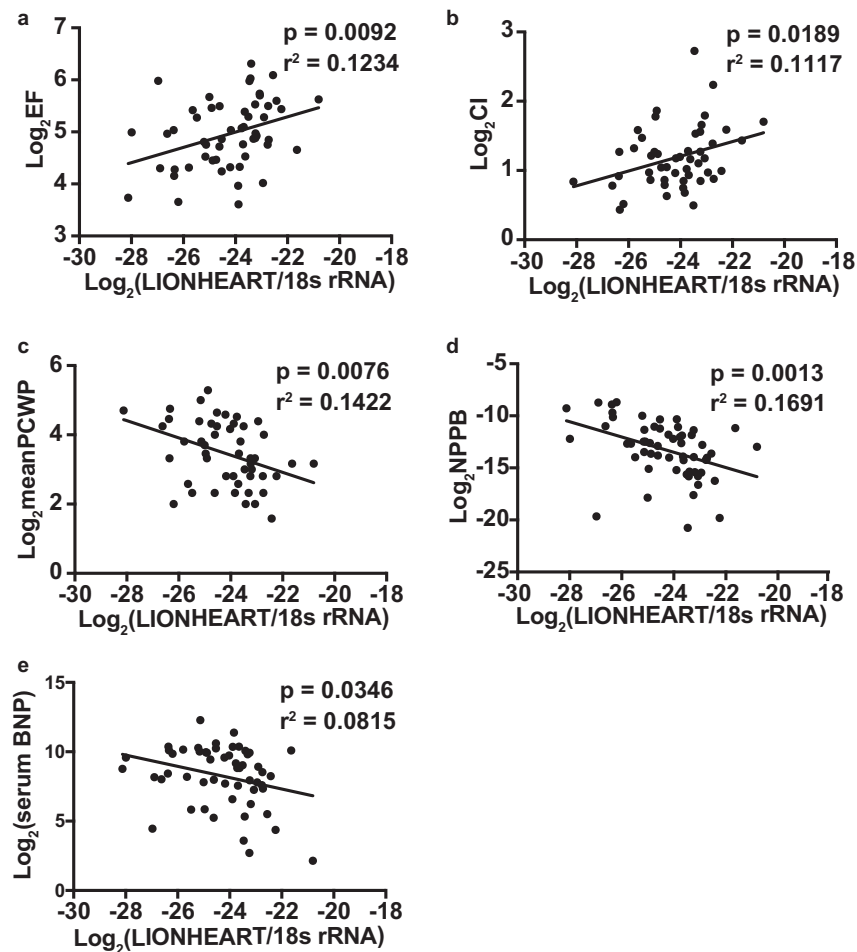 a
p = 0.0092
r² = 0.1234
Log₂EF
7
6
5
4
3
-30 -28 -26 -24 -22 -20 -18
Log₂(LIONHEART/18s rRNA)
b
p = 0.0189
r² = 0.1117
Log₂CI
3
2
1
0
-30 -28 -26 -24 -22 -20 -18
Log₂(LIONHEART/18s rRNA)
c
p = 0.0076
r² = 0.1422
Log₂meanPCWP
6
4
2
0
-30 -28 -26 -24 -22 -20 -18
Log₂(LIONHEART/18s rRNA)
d
p = 0.0013
r² = 0.1691
Log₂NPPB
-5
-10
-15
-20
-25
-30 -28 -26 -24 -22 -20 -18
Log₂(LIONHEART/18s rRNA)
e
p = 0.0346
r² = 0.0815
Log₂(serum BNP)
15
10
5
0
-30 -28 -26 -24 -22 -20 -18
Log₂(LIONHEART/18s rRNA)